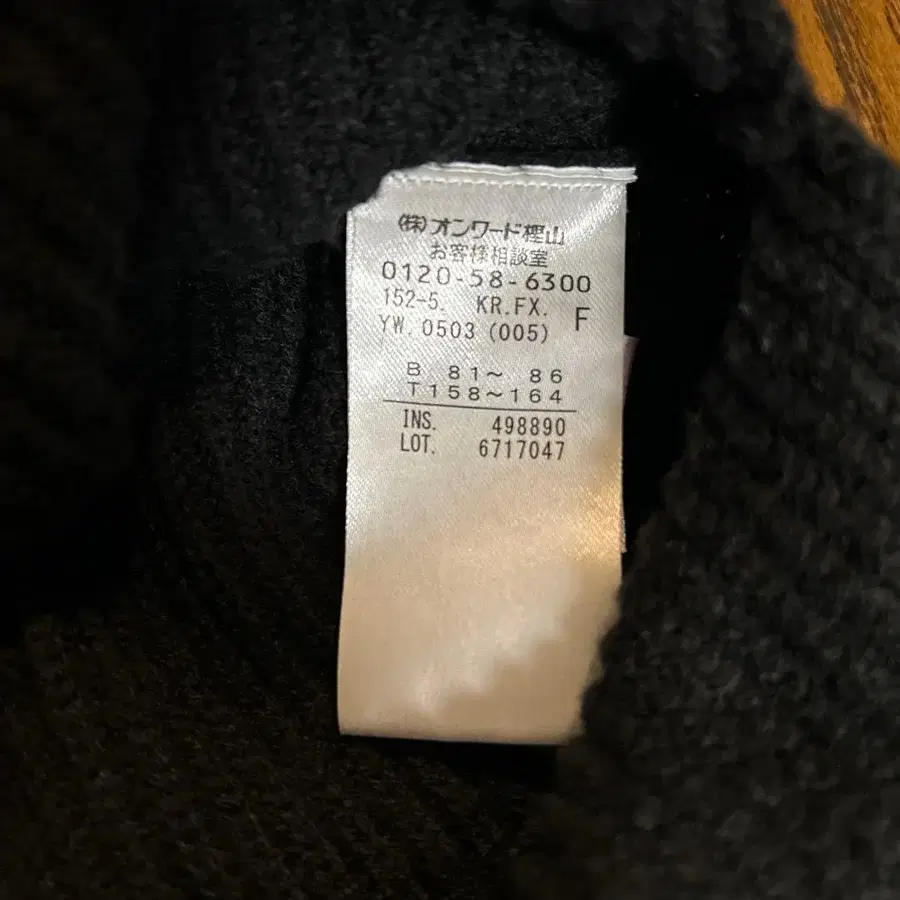 (株)オンワード樫山
お客様相談室
0120-58-6300
152-5. KR.FX. F
YW.0503 (005)
B 81～ 86
T158～164
INS. 498890
LOT. 6717047